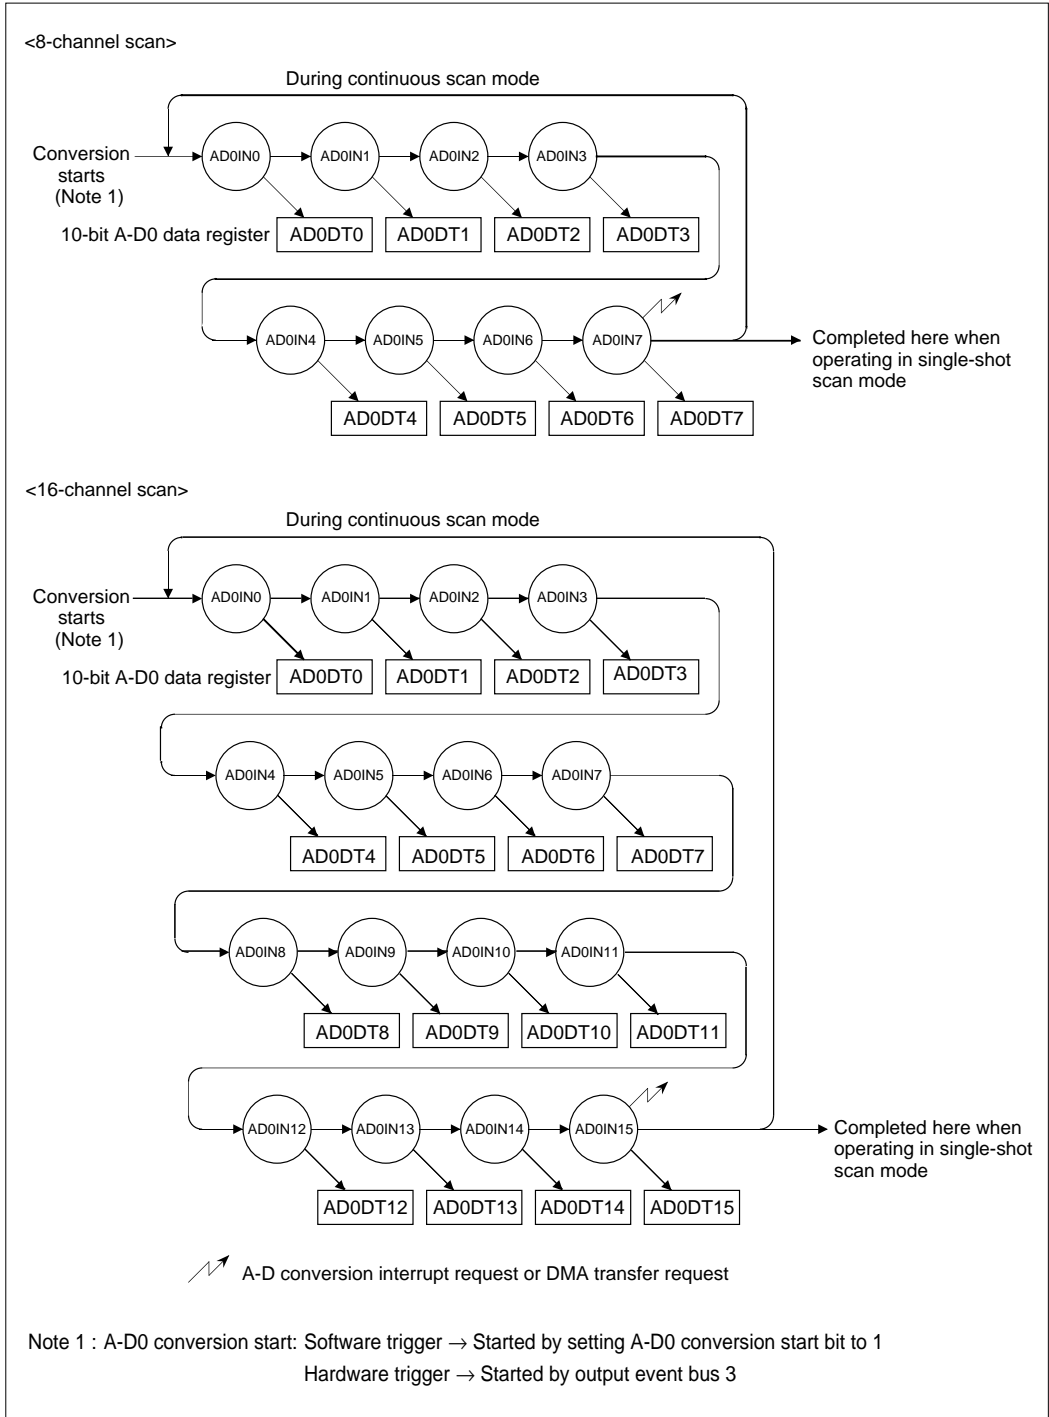 <8-channel scan>
During continuous scan mode
Conversion
starts
(Note 1)
AD0IN0 AD0IN1 AD0IN2 AD0IN3
10-bit A-D0 data register AD0DT0 AD0DT1 AD0DT2 AD0DT3
AD0IN4 AD0IN5 AD0IN6 AD0IN7
Completed here when
operating in single-shot
scan mode
AD0DT4 AD0DT5 AD0DT6 AD0DT7
<16-channel scan>
During continuous scan mode
Conversion
starts
(Note 1)
AD0IN0 AD0IN1 AD0IN2 AD0IN3
10-bit A-D0 data register AD0DT0 AD0DT1 AD0DT2 AD0DT3
AD0IN4 AD0IN5 AD0IN6 AD0IN7
AD0DT4 AD0DT5 AD0DT6 AD0DT7
AD0IN8 AD0IN9 AD0IN10 AD0IN11
AD0DT8 AD0DT9 AD0DT10 AD0DT11
AD0IN12 AD0IN13 AD0IN14 AD0IN15
Completed here when
operating in single-shot
scan mode
AD0DT12 AD0DT13 AD0DT14 AD0DT15
A-D conversion interrupt request or DMA transfer request
Note 1 : A-D0 conversion start: Software trigger → Started by setting A-D0 conversion start bit to 1
Hardware trigger → Started by output event bus 3